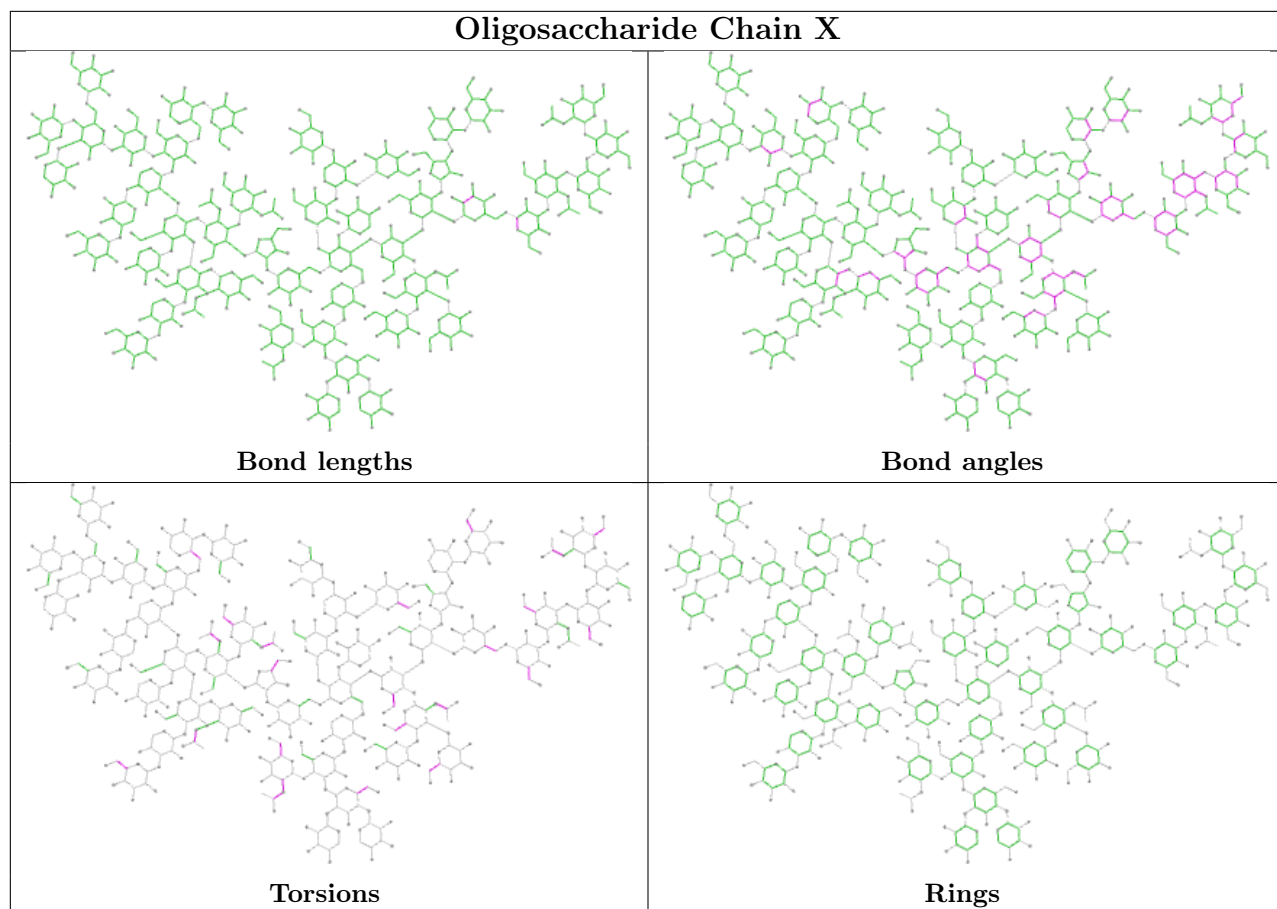 Oligosaccharide Chain X
Bond lengths
Bond angles
Torsions
Rings